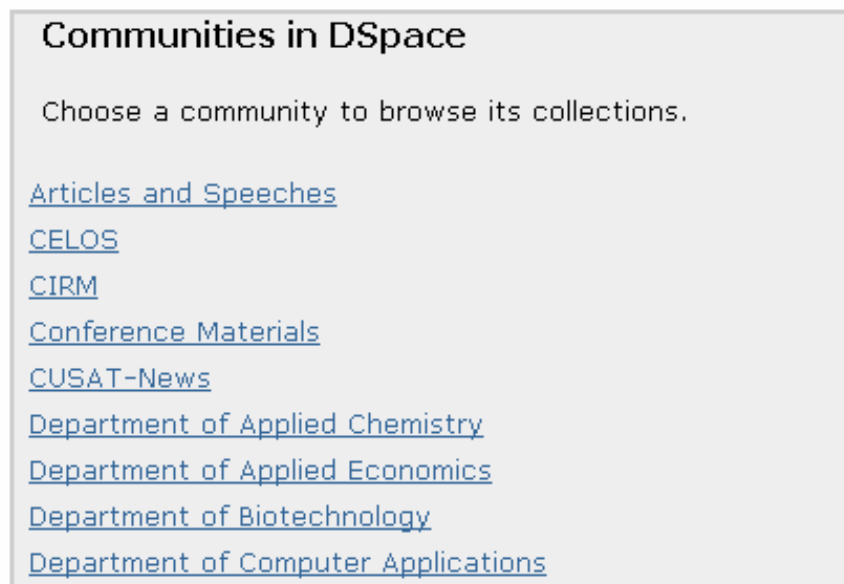 Communities in DSpace
Choose a community to browse its collections.
Articles and Speeches
CELOS
CIRM
Conference Materials
CUSAT-News
Department of Applied Chemistry
Department of Applied Economics
Department of Biotechnology
Department of Computer Applications